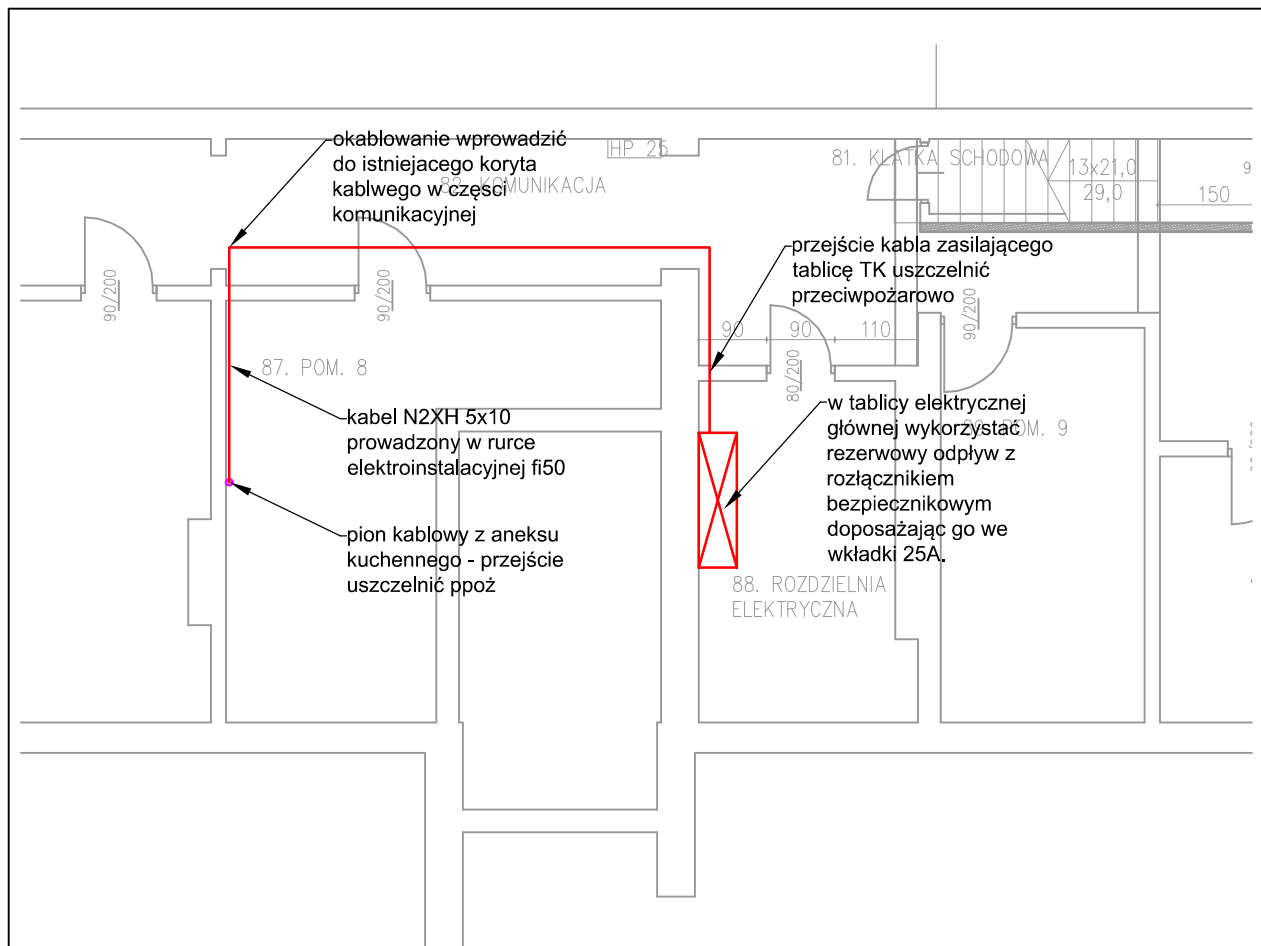 okablowanie wprowadzić
do istniejacego koryta
kablwego w części
komunikacyjnej
HP 25
82. KOMUNIKACJA
81. KLATKA SCHODOWA
13x21,0
29,0
9
150
przejście kabla zasilającego
tablicę TK uszczelnić
przeciwpożarowo
90/200
90/200
90/200
90
90
110
80/200
87. POM. 8
kabel N2XH 5x10
prowadzony w rurce
elektroinstalacyjnej fi50
w tablicy elektrycznej
głównej wykorzystać
rezerwowy odpływ z
rozłącznikiem
bezpiecznikowym
doposażając go we
wkładki 25A.
POM. 9
pion kablowy z aneksu
kuchennego - przejście
uszczelnić ppoż
88. ROZDZIELNIA
ELEKTRYCZNA